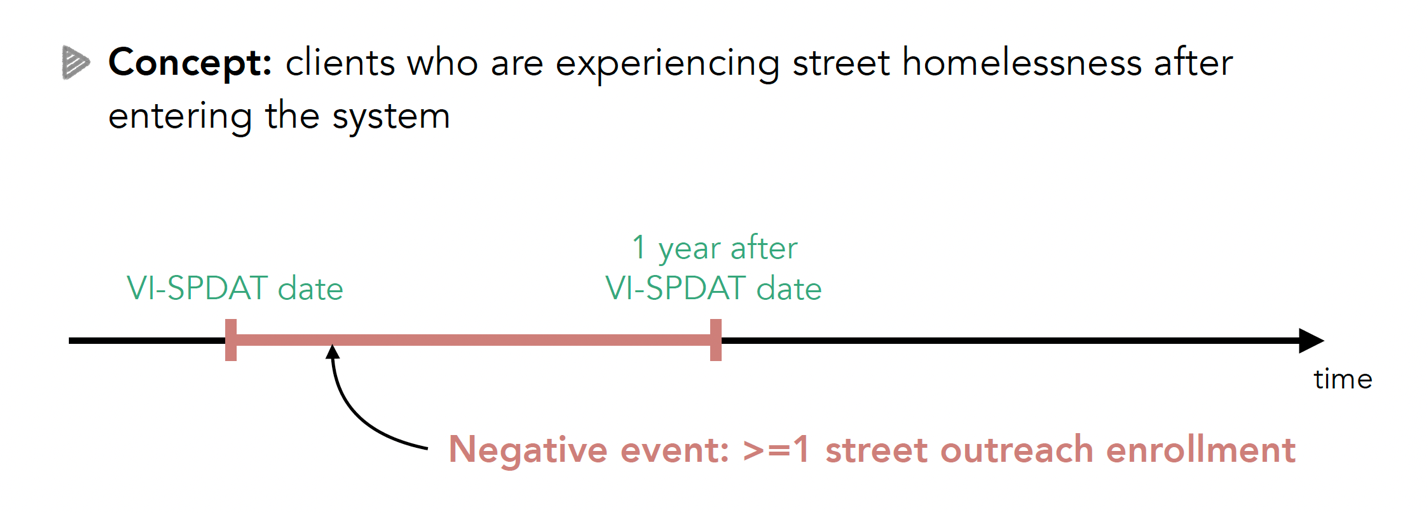 Concept: clients who are experiencing street homelessness after
entering the system
1 year after
VI-SPDAT date
VI-SPDAT date
time
Negative event: >=1 street outreach enrollment